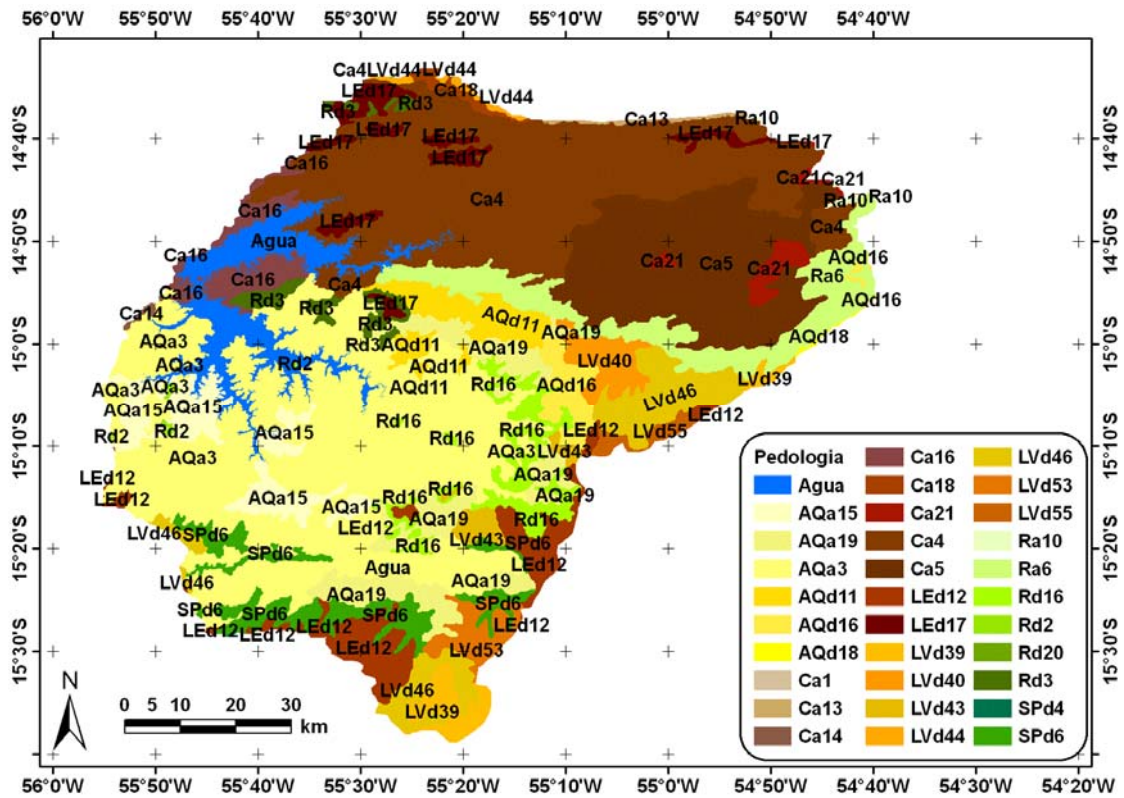 56°0'W 55°50'W 55°40'W 55°30'W 55°20'W 55°10'W 55°0'W 54°50'W 54°40'W
Ca4LVd44LVd44
LEd17 Ca18
Rd3 Rd3 LVd44
Ca13 Ra10
14°40'S LEd17 LEd17 LEd17 LEd17 LEd17 14°40'S
LEd17
Ca16 Ca21 Ca21
Ca4 Ra10 Ra10
Ca16 LEd17 Ca4
14°50'S Agua 14°50'S
Ca16 Ca21 Ca5 Ca21 AQd16
Ca16 Ca4 Ra6
Ca16 Rd3 LEd17 AQd16
Ca14 Rd3 Rd3 AQd11 AQa19 AQd18
15°0'S AQa3 Rd3 AQd11 AQa19 15°0'S
AQa3 Rd2 AQd11 LVd40
AQa3 AQa3 AQd11 Rd16 AQd16 LVd46 LVd39
AQa15 AQa15 LEd12
Rd2 Rd2 AQa15 Rd16 Rd16 Rd16 LEd12 LVd55
15°10'S AQa3 AQa3 LVd43 15°10'S
LEd12 AQa19
LEd12 AQa15 AQa15 Rd16 Rd16 AQa19
LVd46 SPd6 LEd12 AQa19 Rd16
15°20'S SPd6 Rd16 LVd43 SPd6 15°20'S
LVd46 Agua AQa19 LEd12
SPd6 SPd6 AQa19 SPd6 SPd6
LEd12 LEd12 LEd12 LEd12
15°30'S LEd12 LVd53 15°30'S
LVd46
LVd39
N
0 5 10 20 30
km
Pedologia
Agua
AQa15
AQa19
AQa3
AQd11
AQd16
AQd18
Ca1
Ca13
Ca14
Ca16
Ca18
Ca21
Ca4
Ca5
LEd12
LEd17
LVd39
LVd40
LVd43
LVd44
LVd46
LVd53
LVd55
Ra10
Ra6
Rd16
Rd2
Rd20
Rd3
SPd4
SPd6
56°0'W 55°50'W 55°40'W 55°30'W 55°20'W 55°10'W 55°0'W 54°50'W 54°40'W 54°30'W 54°20'W